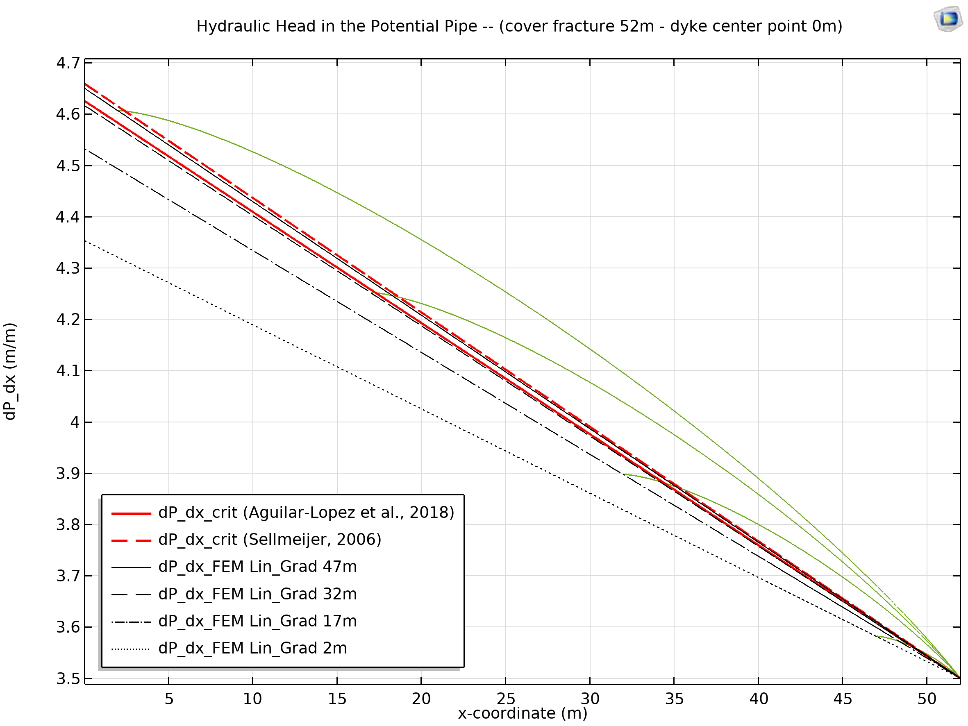 Hydraulic Head in the Potential Pipe -- (cover fracture 52m - dyke center point 0m)
4.7
4.6
4.5
4.4
4.3
4.2
4.1
4
3.9
3.8
3.7
3.6
3.5
dP_dx (m/m)
dP_dx_crit (Aguilar-Lopez et al., 2018)
dP_dx_crit (Sellmeijer, 2006)
dP_dx_FEM Lin_Grad 47m
dP_dx_FEM Lin_Grad 32m
dP_dx_FEM Lin_Grad 17m
dP_dx_FEM Lin_Grad 2m
5 10 15 20 25 30 35 40 45 50
x-coordinate (m)